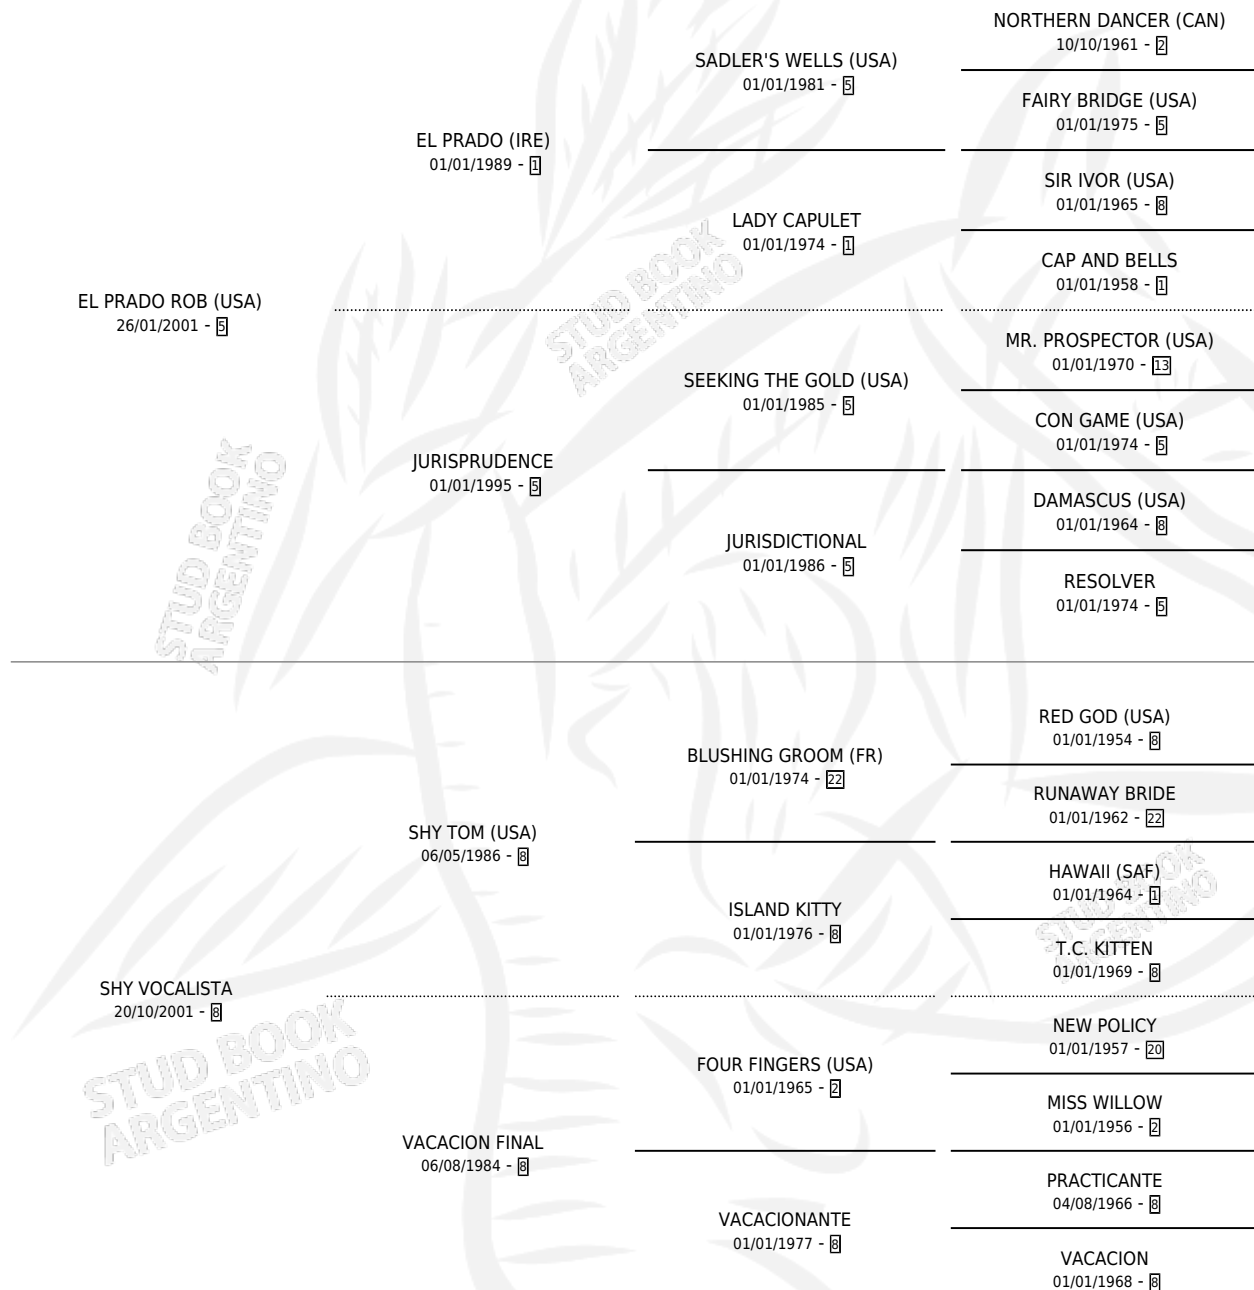 NORTHERN DANCER (CAN)
10/10/1961 - 2
SADLER'S WELLS (USA)
01/01/1981 - 5
FAIRY BRIDGE (USA)
01/01/1975 - 5
EL PRADO (IRE)
01/01/1989 - 1
SIR IVOR (USA)
01/01/1965 - 8
LADY CAPULET
01/01/1974 - 1
CAP AND BELLS
01/01/1958 - 1
EL PRADO ROB (USA)
26/01/2001 - 5
MR. PROSPECTOR (USA)
01/01/1970 - 13
SEEKING THE GOLD (USA)
01/01/1985 - 5
CON GAME (USA)
01/01/1974 - 5
JURISPRUDENCE
01/01/1995 - 5
DAMASCUS (USA)
01/01/1964 - 8
JURISDICTIONAL
01/01/1986 - 5
RESOLVER
01/01/1974 - 5
RED GOD (USA)
01/01/1954 - 8
BLUSHING GROOM (FR)
01/01/1974 - 22
RUNAWAY BRIDE
01/01/1962 - 22
SHY TOM (USA)
06/05/1986 - 8
HAWAII (SAF)
01/01/1964 - 1
ISLAND KITTY
01/01/1976 - 8
T.C. KITTEN
01/01/1969 - 8
SHY VOCALISTA
20/10/2001 - 8
NEW POLICY
01/01/1957 - 20
FOUR FINGERS (USA)
01/01/1965 - 2
MISS WILLOW
01/01/1956 - 2
VACACION FINAL
06/08/1984 - 8
PRACTICANTE
04/08/1966 - 8
VACACIONANTE
01/01/1977 - 8
VACACION
01/01/1968 - 8
STUD BOOK
ARGENTINO
STUD BOOK
ARGENTINO
STUD BOOK
ARGENTINO
STUD BOOK
ARGENTINO